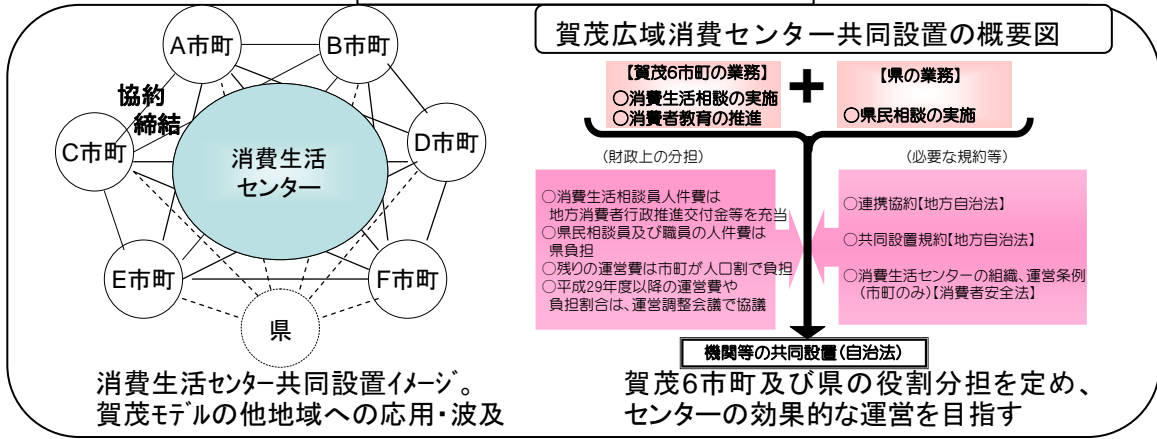 A市町
B市町
協約
締結
C市町
D市町
消費生活
センター
E市町
F市町
県
消費生活センター共同設置イメージ。
賀茂モデルの他地域への応用・波及
賀茂広域消費センター共同設置の概要図
【賀茂6市町の業務】
○消費生活相談の実施
○消費者教育の推進
+
【県の業務】
○県民相談の実施
(財政上の分担)
(必要な規約等)
○消費生活相談員人件費は
地方消費者行政推進交付金等を充当
○県民相談員及び職員の人件費は
県負担
○残りの運営費は市町が人口割で負担
○平成29年度以降の運営費や
負担割合は、運営調整会議で協議
○連携協約【地方自治法】
○共同設置規約【地方自治法】
○消費生活センターの組織、運営条例
(市町のみ)【消費者安全法】
機関等の共同設置(自治法)
賀茂6市町及び県の役割分担を定め、
センターの効果的な運営を目指す